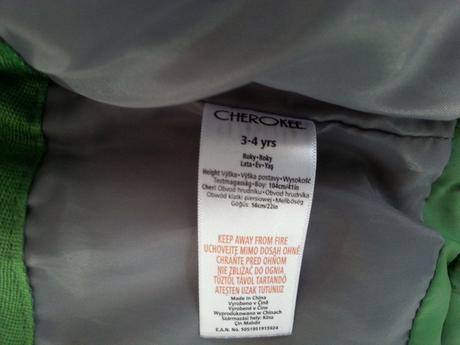 CHEROKEE
3-4 yrs
Roky•Roky
Lata•Év•Yaş
Height Výška•Výška postavy•Wysokość
Testmagasság•Boy: 104cm/41in
Chest Obvod hrudníku•Obvod hrudníka
Obwód klatki piersiowej•Mellbőség
Göğüs: 56cm/22in
KEEP AWAY FROM FIRE
UCHOVEJTE MIMO DOSAH OHNĚ
CHRÁŇTE PRED OHŇOM
NIE ZBLIŻAĆ DO OGNIA
TŰZTŐL TÁVOL TARTANDÓ
ATEŞTEN UZAK TUTUNUZ
Made in China
Vyrobeno v Číně
Vyrobené v Číne
Wyprodukowano w Chinach
Származási hely: Kína
Çin Malıdır
E.A.N. No. 5051951915624